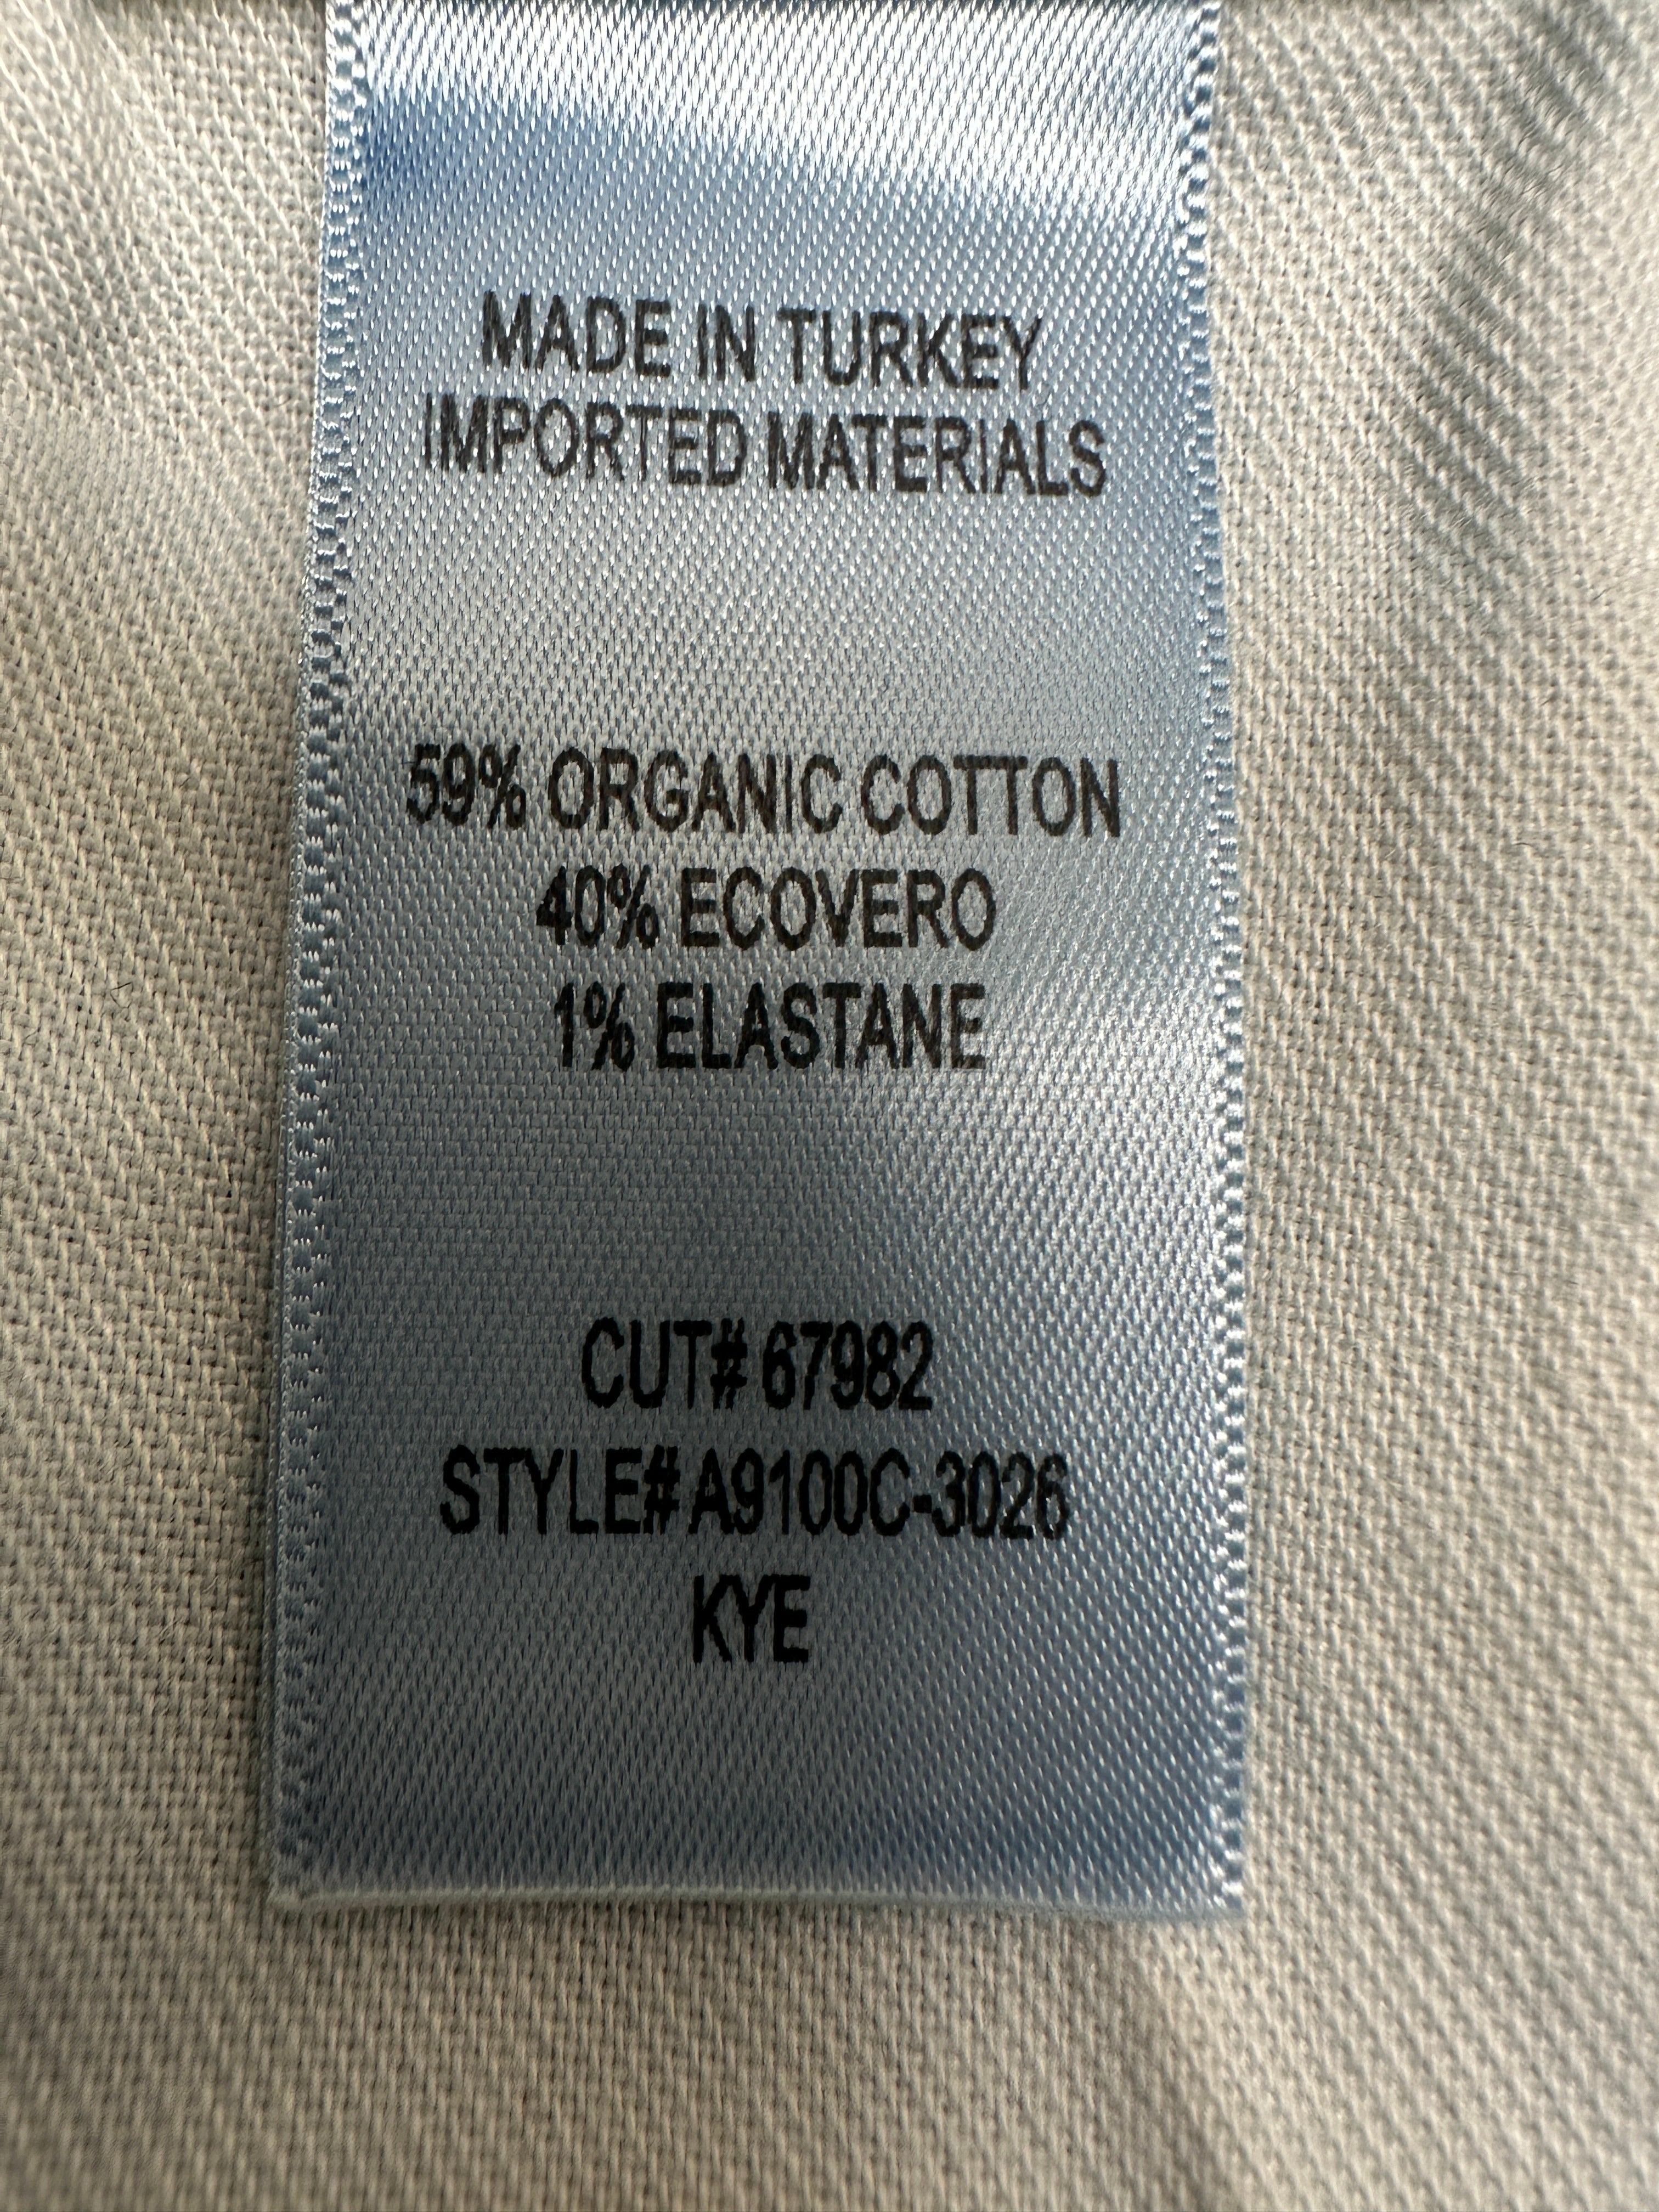 MADE IN TURKEY
IMPORTED MATERIALS
59% ORGANIC COTTON
40% ECOVERO
1% ELASTANE
CUT# 67982
STYLE# A9100C-3026
KYE